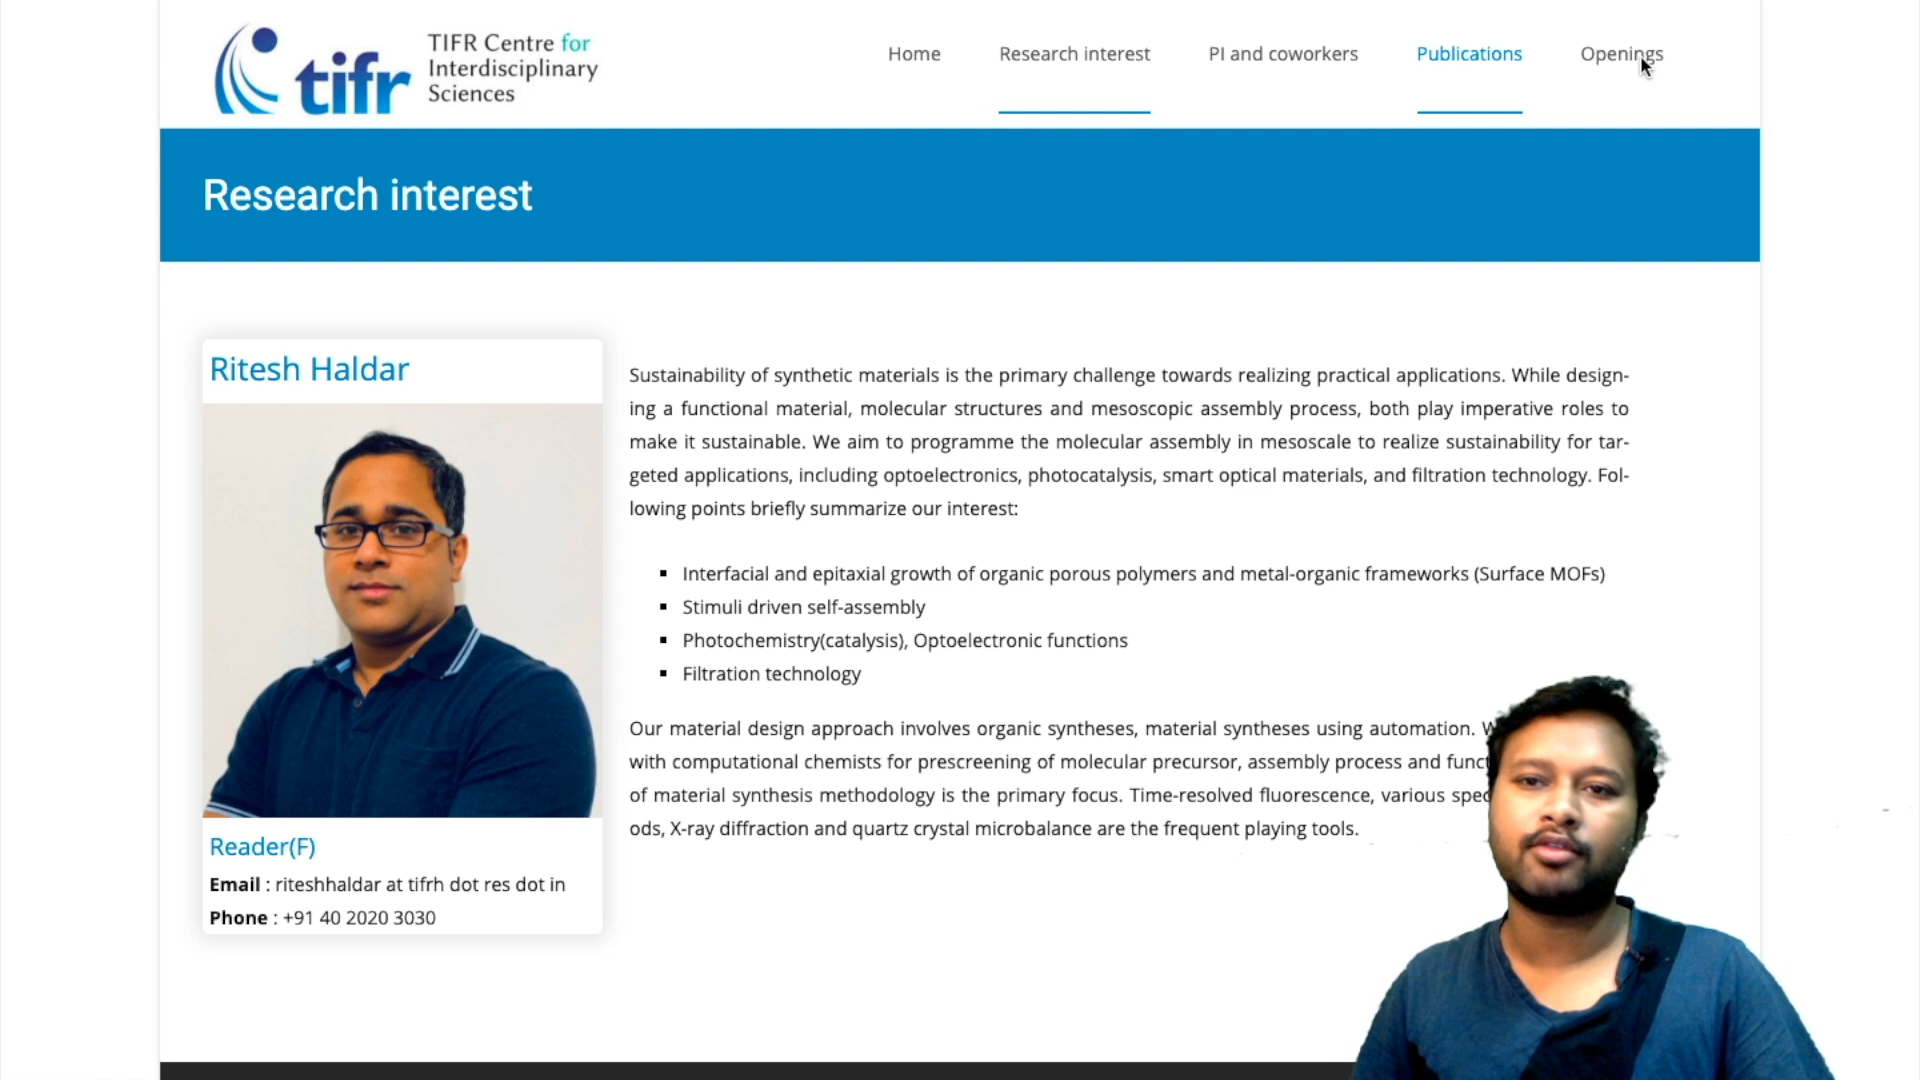 tifr
TIFR Centre for
Interdisciplinary
Sciences
Home Research interest PI and coworkers Publications Openings
Research interest
Ritesh Haldar
Reader(F)
Email : riteshhaldar at tifrh dot res dot in
Phone : +91 40 2020 3030
Sustainability of synthetic materials is the primary challenge towards realizing practical applications. While design-
ing a functional material, molecular structures and mesoscopic assembly process, both play imperative roles to
make it sustainable. We aim to programme the molecular assembly in mesoscale to realize sustainability for tar-
geted applications, including optoelectronics, photocatalysis, smart optical materials, and filtration technology. Fol-
lowing points briefly summarize our interest:
▪ Interfacial and epitaxial growth of organic porous polymers and metal-organic frameworks (Surface MOFs)
▪ Stimuli driven self-assembly
▪ Photochemistry(catalysis), Optoelectronic functions
▪ Filtration technology
Our material design approach involves organic syntheses, material syntheses using automation.
with computational chemists for prescreening of molecular precursor, assembly process and
of material synthesis methodology is the primary focus. Time-resolved fluorescence, various
ods, X-ray diffraction and quartz crystal microbalance are the frequent playing tools.